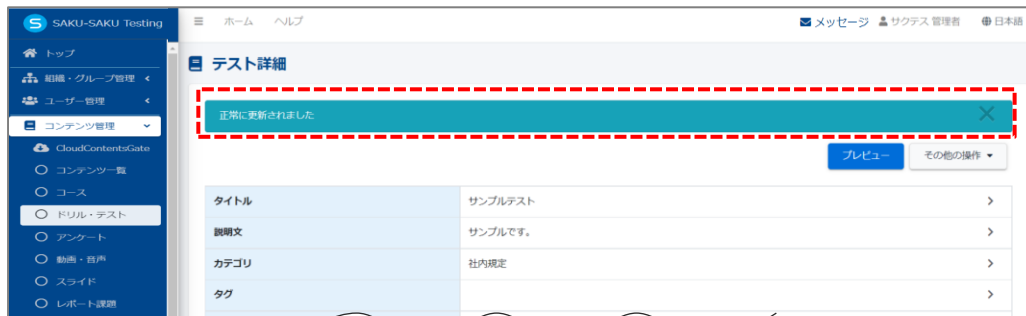 SAKU-SAKU Testing
ホーム ヘルプ
メッセージ サクテス 管理者 日本語
トップ
組織・グループ管理
ユーザー管理
コンテンツ管理
CloudContentsGate
コンテンツ一覧
コース
ドリル・テスト
アンケート
動画・音声
スライド
レポート課題
テスト詳細
正常に更新されました
プレビュー その他の操作
タイトル サンプルテスト
説明文 サンプルです。
カテゴリ 社内規定
タグ